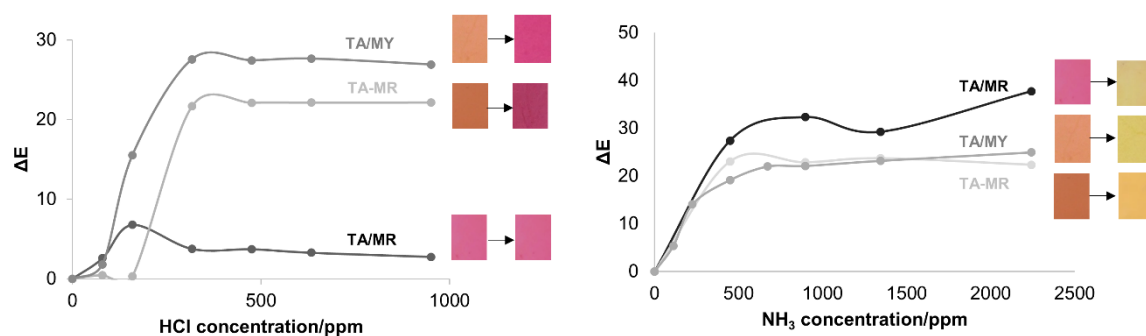 30
20
10
0
ΔE
0
500
1000
HCl concentration/ppm
TA/MY
TA-MR
TA/MR
50
40
30
20
10
0
ΔE
0
500
1000
1500
2000
2500
NH₃ concentration/ppm
TA/MR
TA/MY
TA-MR